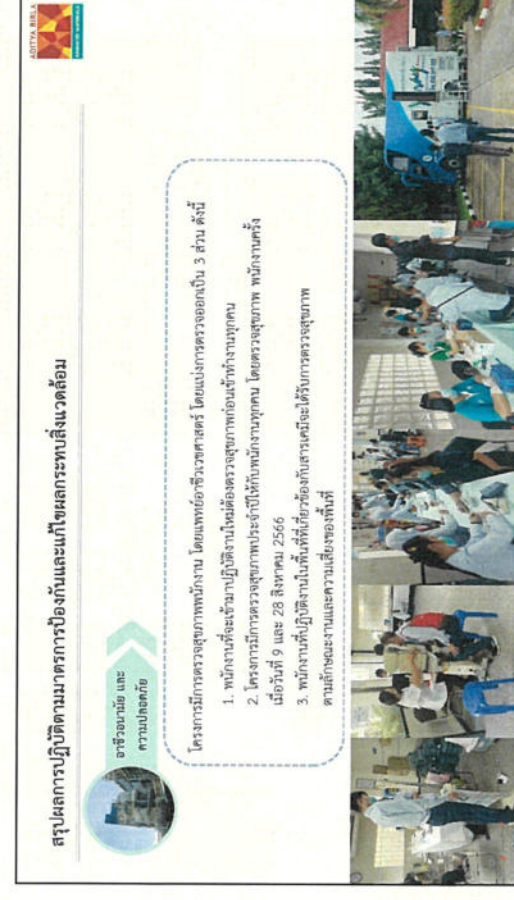 สรุปผลการปฏิบัติตามมาตรการป้องกันและแก้ไขผลกระทบสิ่งแวดล้อม
ADITYA BIRLA
อาชีวอนามัย และ
ความปลอดภัย
โครงการมีการตรวจสุขภาพพนักงาน โดยแพทย์อาชีวเวชศาสตร์ โดยแบ่งการตรวจออกเป็น 3 ส่วน ดังนี้
1. พนักงานที่จะเข้ามาปฏิบัติงานใหม่ต้องตรวจสุขภาพก่อนเข้าทำงานทุกคน
2. โครงการมีการตรวจสุขภาพประจำปีให้กับพนักงานทุกคน โดยตรวจสุขภาพ พนักงานครั้ง
เมื่อวันที่ 9 และ 28 สิงหาคม 2566
3. พนักงานที่ปฏิบัติงานในพื้นที่ที่เกี่ยวข้องกับสารเคมีจะได้รับการตรวจสุขภาพ
ตามลักษณะงานและความเสี่ยงของพื้นที่